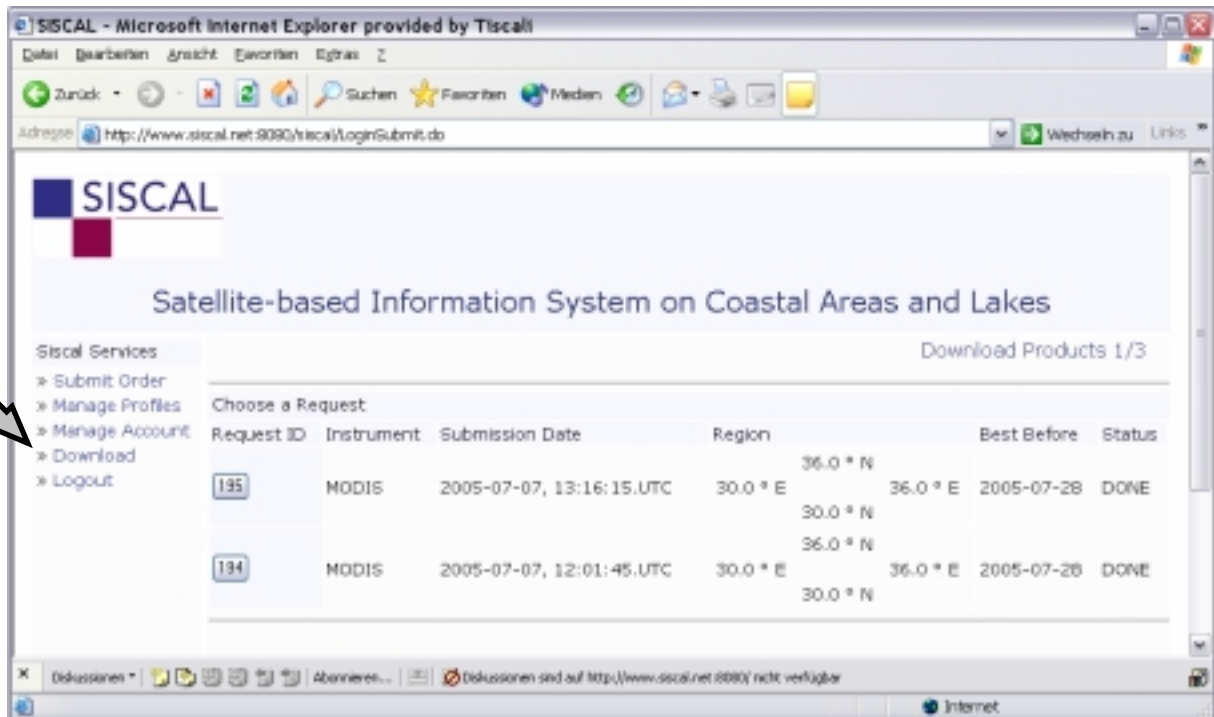 SISCAL - Microsoft Internet Explorer provided by Tiscali
Datei Bearbeiten Ansicht Favoriten Extras ?
Zurück Suchen Favoriten Medien
Adresse http://www.siscal.net:8080/siscal/LoginSubmit.do Wechseln zu Links
SISCAL
Satellite-based Information System on Coastal Areas and Lakes
Siscal Services
» Submit Order
» Manage Profiles
» Manage Account
» Download
» Logout
Download Products 1/3
Choose a Request
Request ID Instrument Submission Date Region Best Before Status
36.0 ° N
195 MODIS 2005-07-07, 13:16:15.UTC 30.0 ° E 36.0 ° E 2005-07-28 DONE
30.0 ° N
36.0 ° N
194 MODIS 2005-07-07, 12:01:45.UTC 30.0 ° E 36.0 ° E 2005-07-28 DONE
30.0 ° N
Diskussionen Abonnieren... Diskussionen sind auf http://www.siscal.net:8080/ nicht verfügbar
Internet